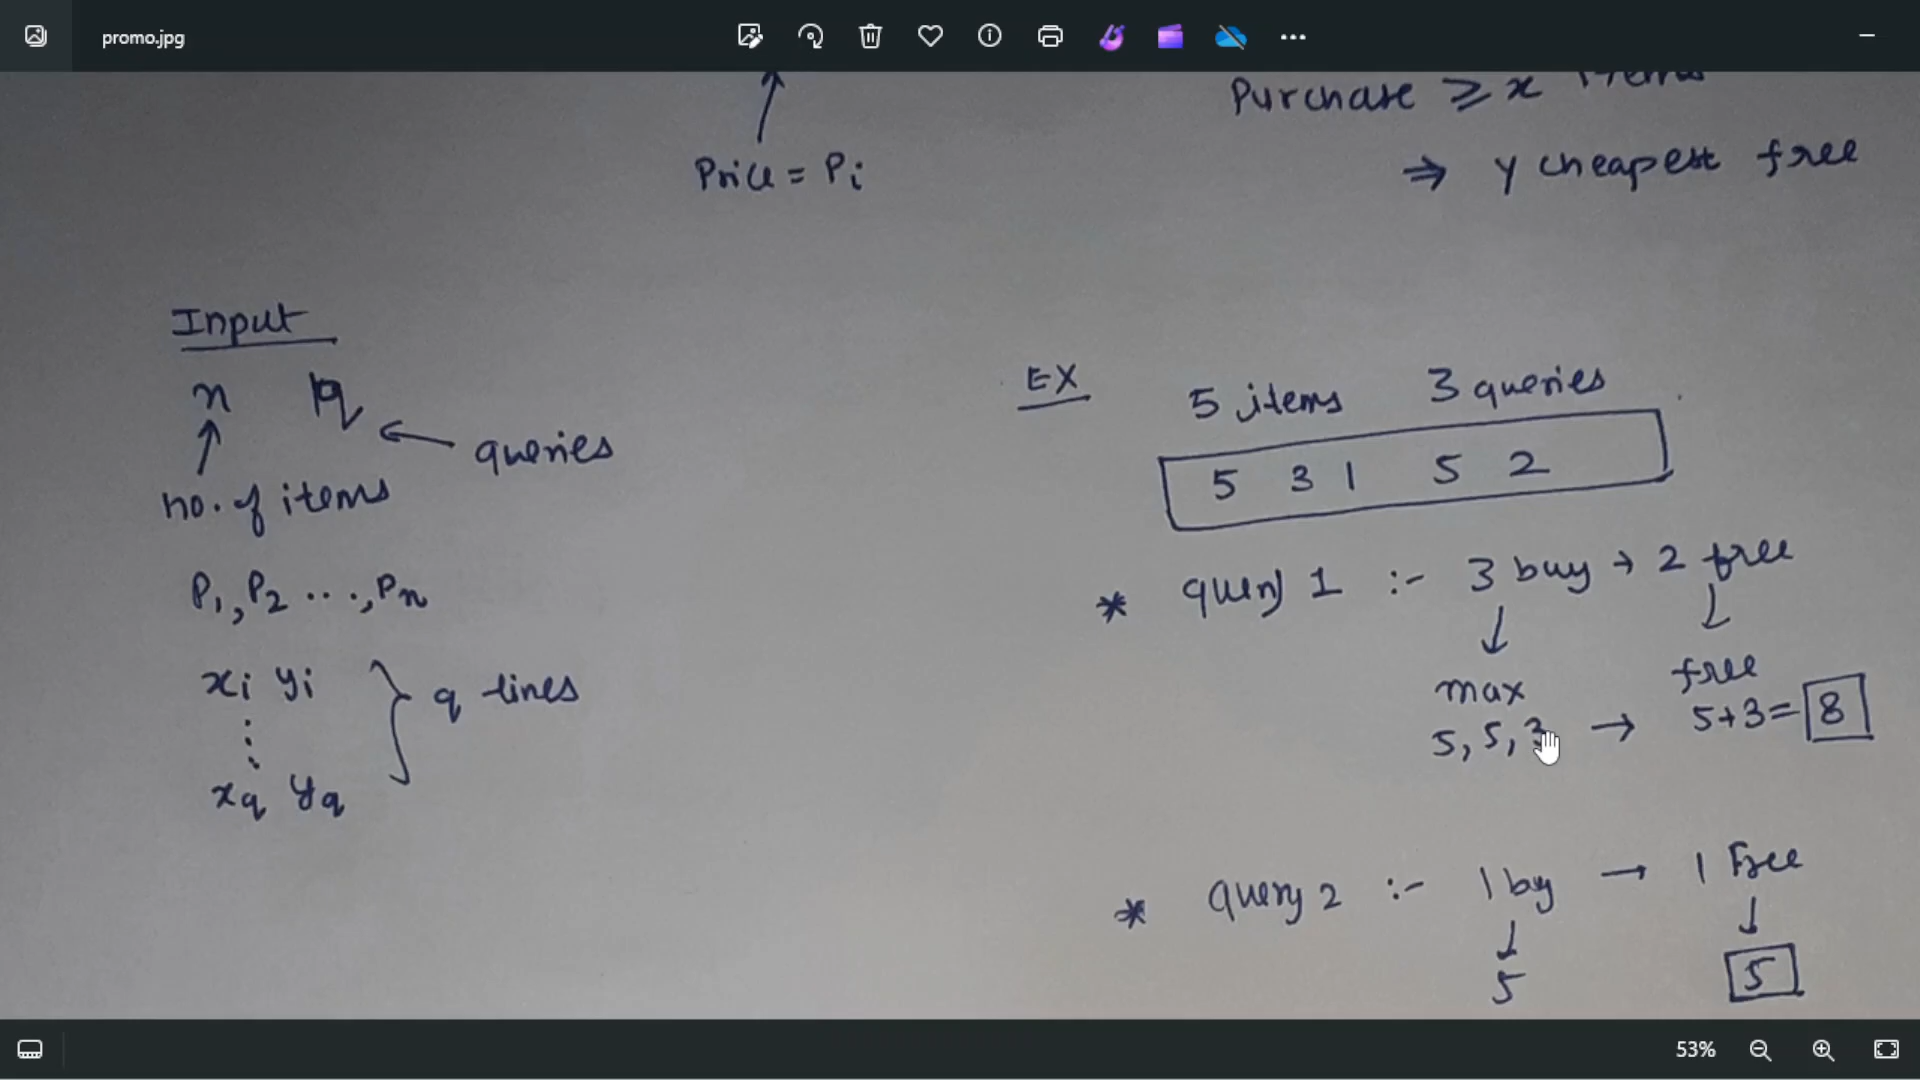 promo.jpg
Purchase ≥ x items
⇒ y cheapest free
Price = Pi
Input
n q
queries
no. of items
P1, P2 ..., Pn
xi yi
q lines
xq yq
EX
5 items 3 queries
5 3 1 5 2
* query 1 :- 3 buy → 2 free
max
free
5, 5, 3 → 5+3= 8
* Query 2 :- 1 by → 1 Free
5
5
53%